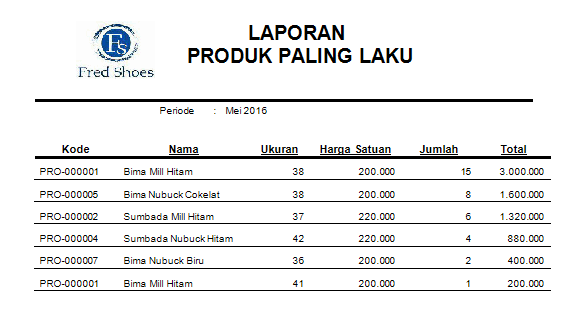 FS
Fred Shoes
LAPORAN
PRODUK PALING LAKU
Periode : Mei 2016
Kode Nama Ukuran Harga Satuan Jumlah Total
PRO-000001 Bima Mill Hitam 38 200.000 15 3.000.000
PRO-000005 Bima Nubuck Cokelat 38 200.000 8 1.600.000
PRO-000002 Sumbada Mill Hitam 37 220.000 6 1.320.000
PRO-000004 Sumbada Nubuck Hitam 42 220.000 4 880.000
PRO-000007 Bima Nubuck Biru 36 200.000 2 400.000
PRO-000001 Bima Mill Hitam 41 200.000 1 200.000